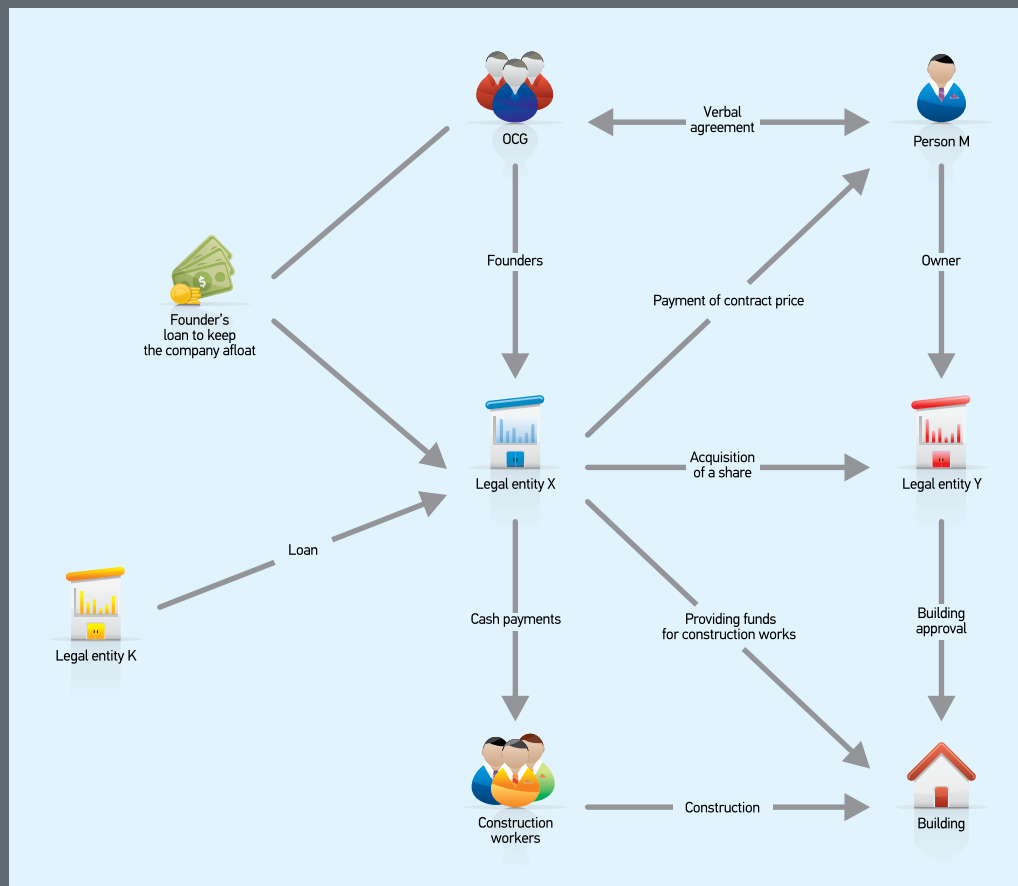 OCG
Verbal
agreement
Person M
Founders
Owner
$
Founder's
loan to keep
the company afloat
Payment of contract price
Legal entity X
Acquisition
of a share
Legal entity Y
Loan
Legal entity K
Cash payments
Providing funds
for construction works
Building
approval
Construction
workers
Construction
Building